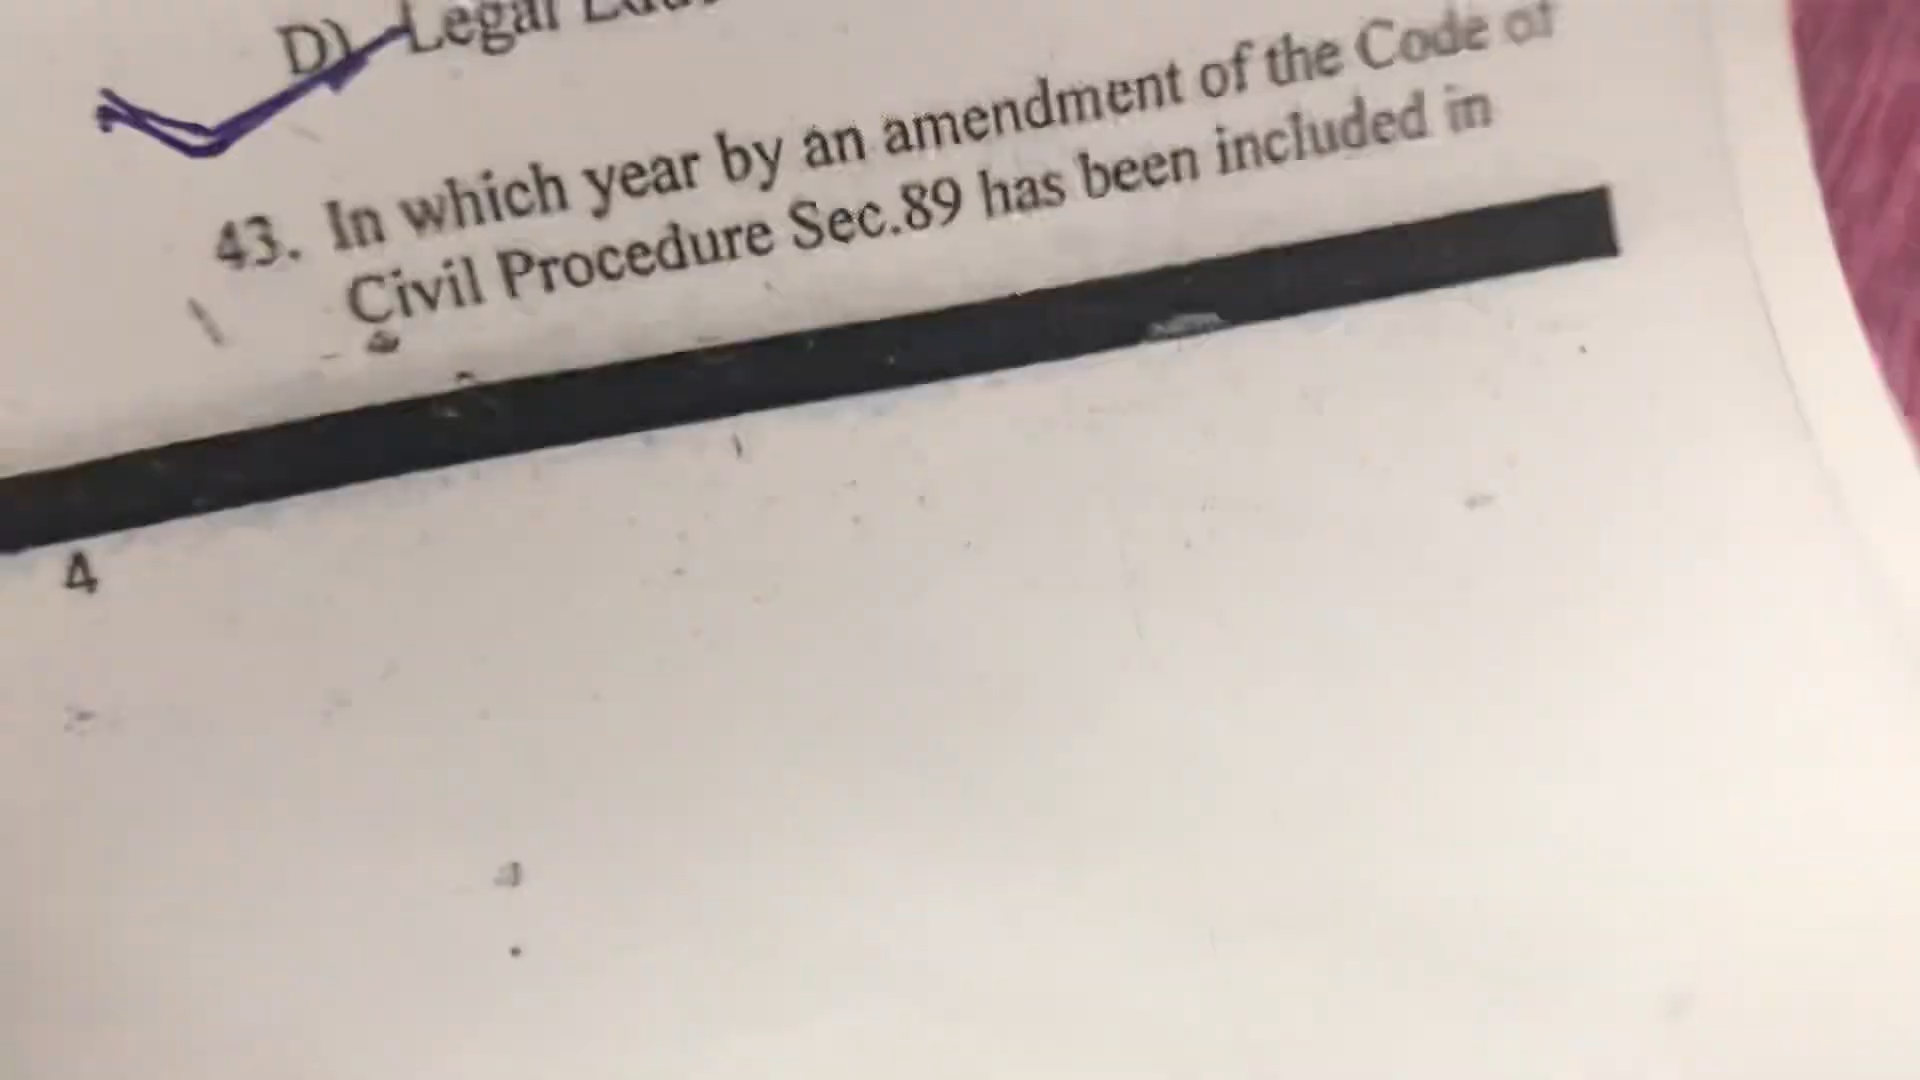 D) Legal
43. In which year by an amendment of the Code of
Civil Procedure Sec.89 has been included in
4